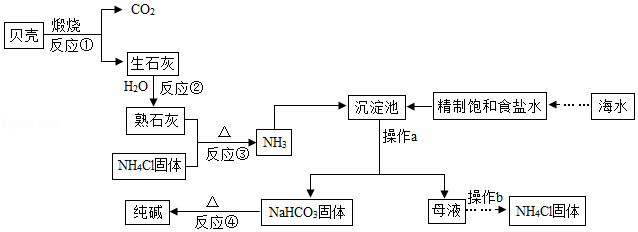 CO2
贝壳 煅烧 反应①
生石灰
H2O 反应②
熟石灰
NH4Cl固体
△ 反应③
NH3
沉淀池
精制饱和食盐水
海水
操作a
纯碱
△ 反应④
NaHCO3固体
母液
操作b
NH4Cl固体